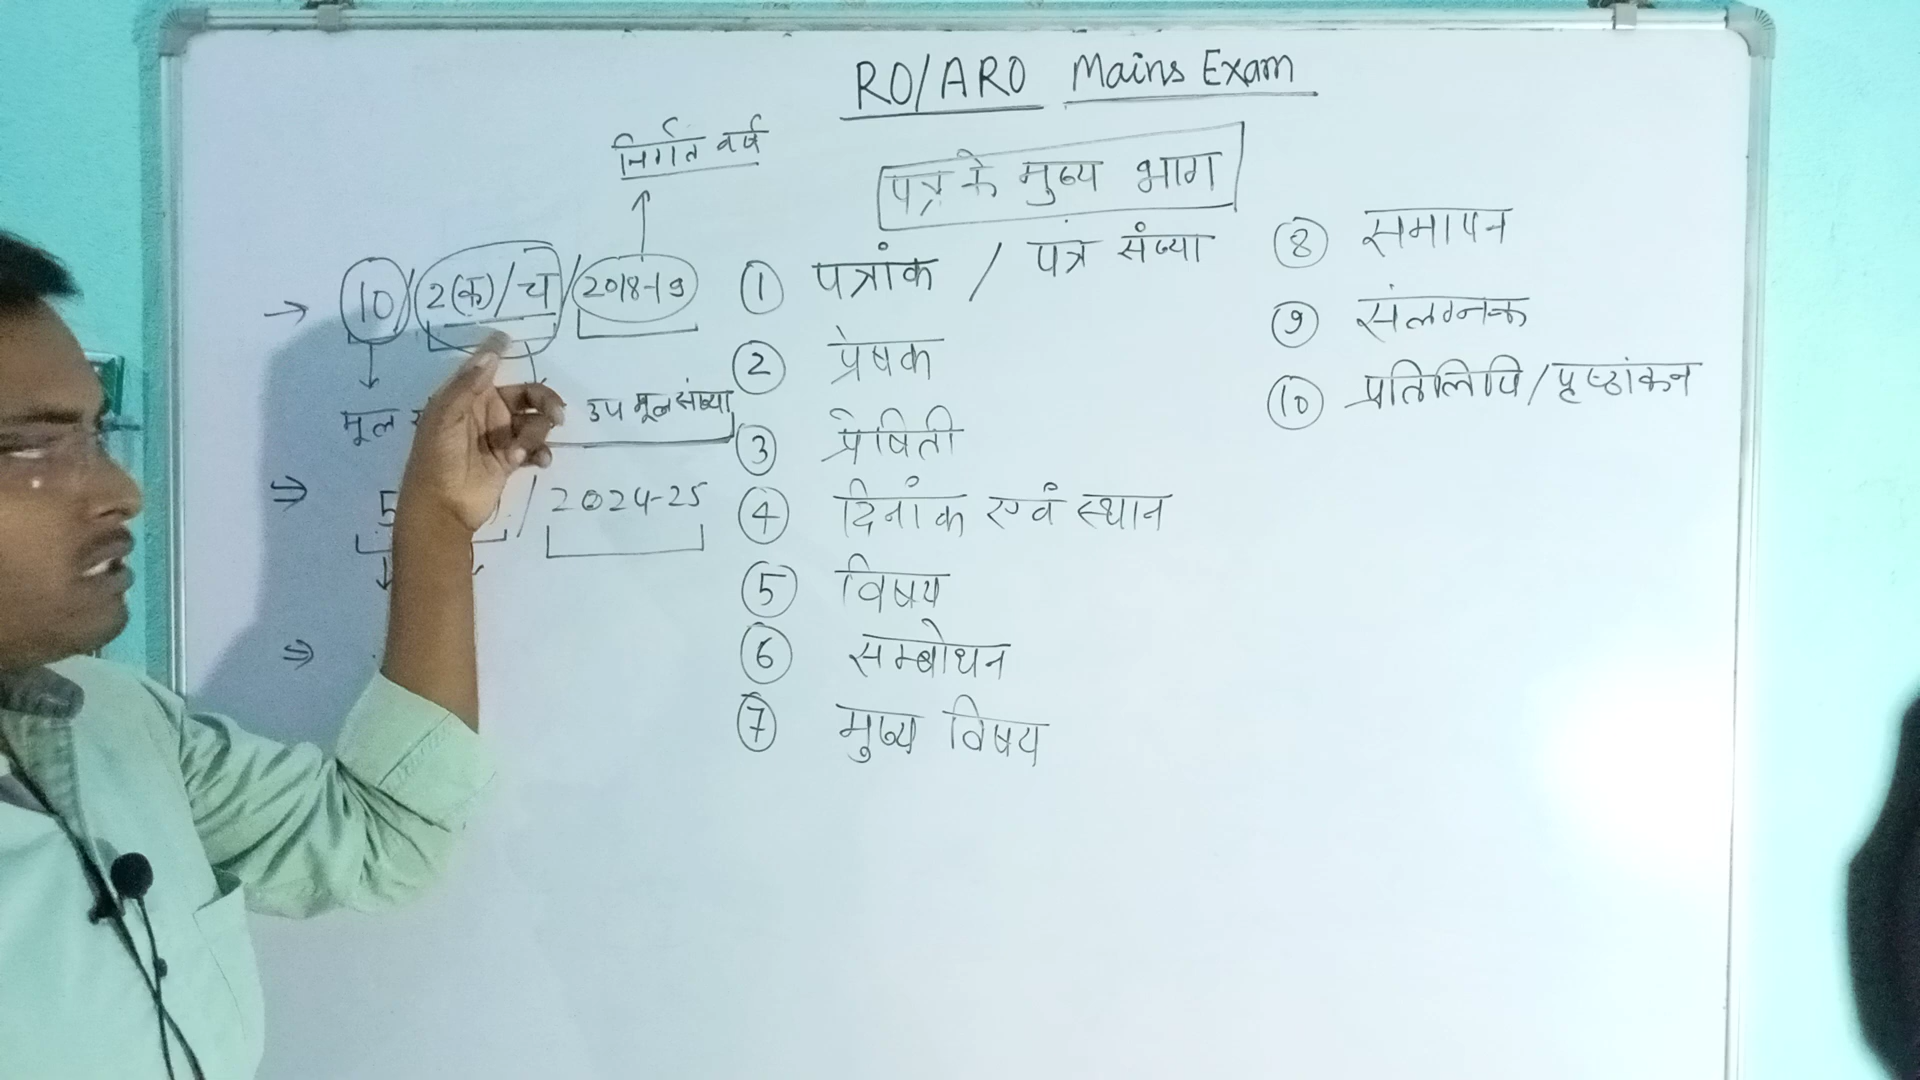 RO/ARO Mains Exam
निर्गत वर्ष
पत्र के मुख्य भाग
→ 10/2(क)/च/2018-19
मूल
उप मूल संख्या
⇒ 5 / 2024-25
⇒
① पत्रांक / पत्र संख्या
② प्रेषक
③ प्रेषिती
④ दिनांक एवं स्थान
⑤ विषय
⑥ सम्बोधन
⑦ मुख्य विषय
⑧ समापन
⑨ संलग्नक
⑩ प्रतिलिपि/पृष्ठांकन